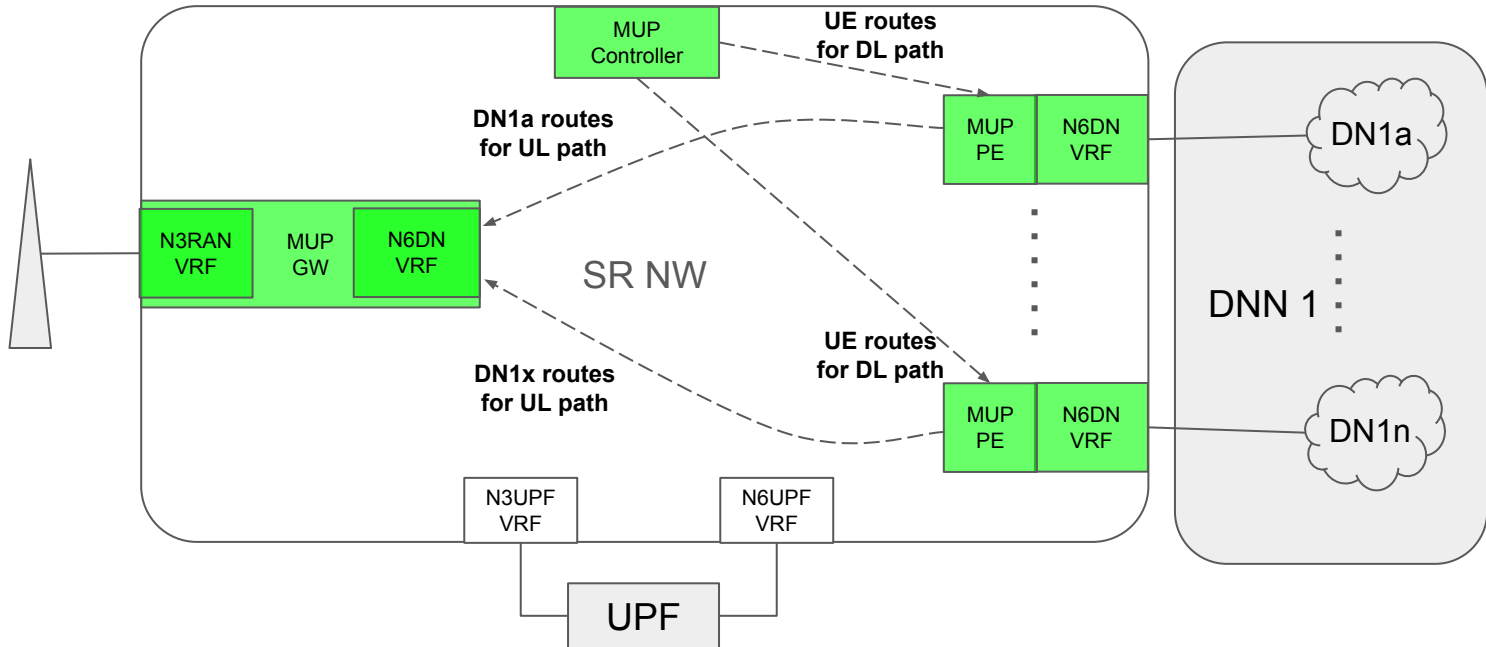 MUP
Controller
UE routes
for DL path
DN1a routes
for UL path
MUP
PE
N6DN
VRF
DN1a
N3RAN
VRF
MUP
GW
N6DN
VRF
SR NW
DNN 1
UE routes
for DL path
DN1x routes
for UL path
MUP
PE
N6DN
VRF
DN1n
N3UPF
VRF
N6UPF
VRF
UPF